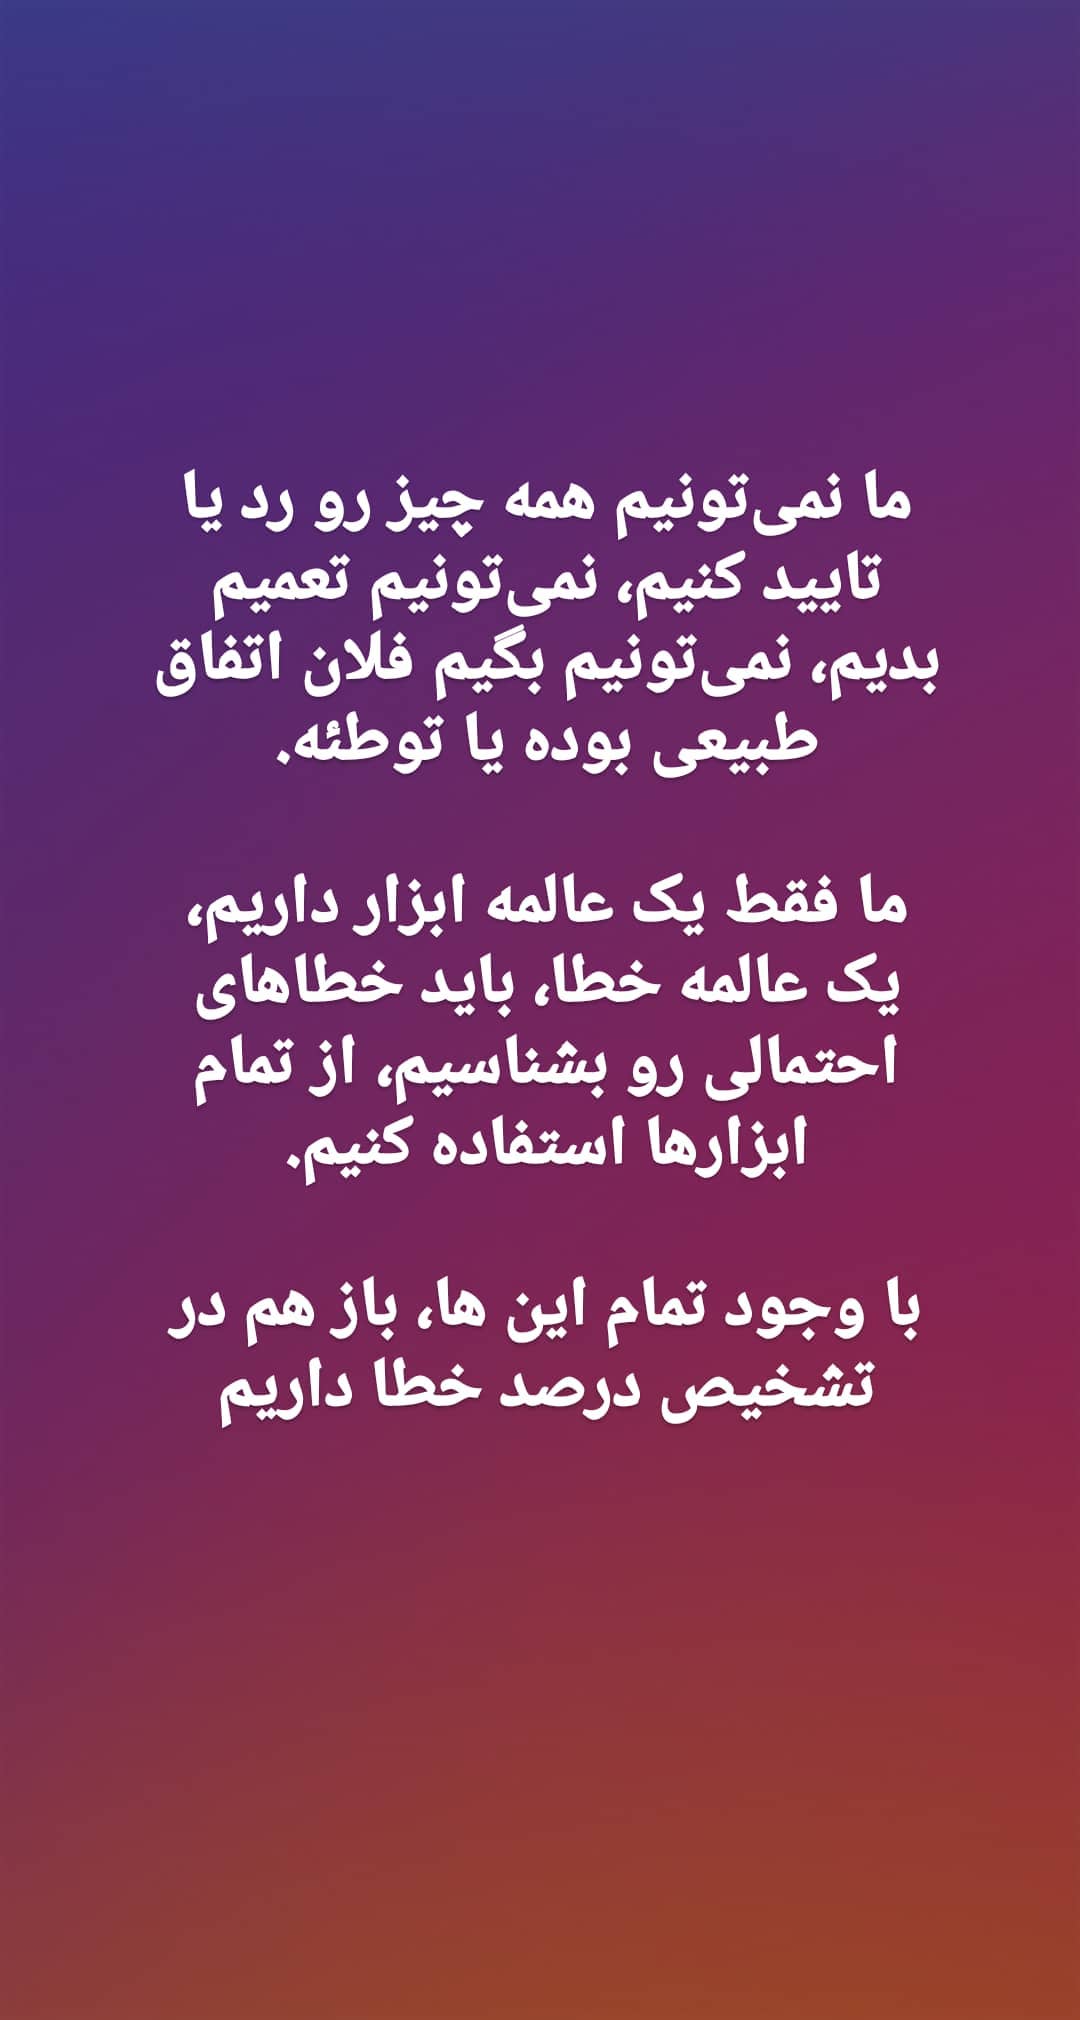 ما نمی‌تونیم همه چیز رو رد یا
تایید کنیم، نمی‌تونیم تعمیم
بدیم، نمی‌تونیم بگیم فلان اتفاق
طبیعی بوده یا توطئه.
ما فقط یک عالمه ابزار داریم،
یک عالمه خطا، باید خطاهای
احتمالی رو بشناسیم، از تمام
ابزارها استفاده کنیم.
با وجود تمام این ها، باز هم در
تشخیص درصد خطا داریم